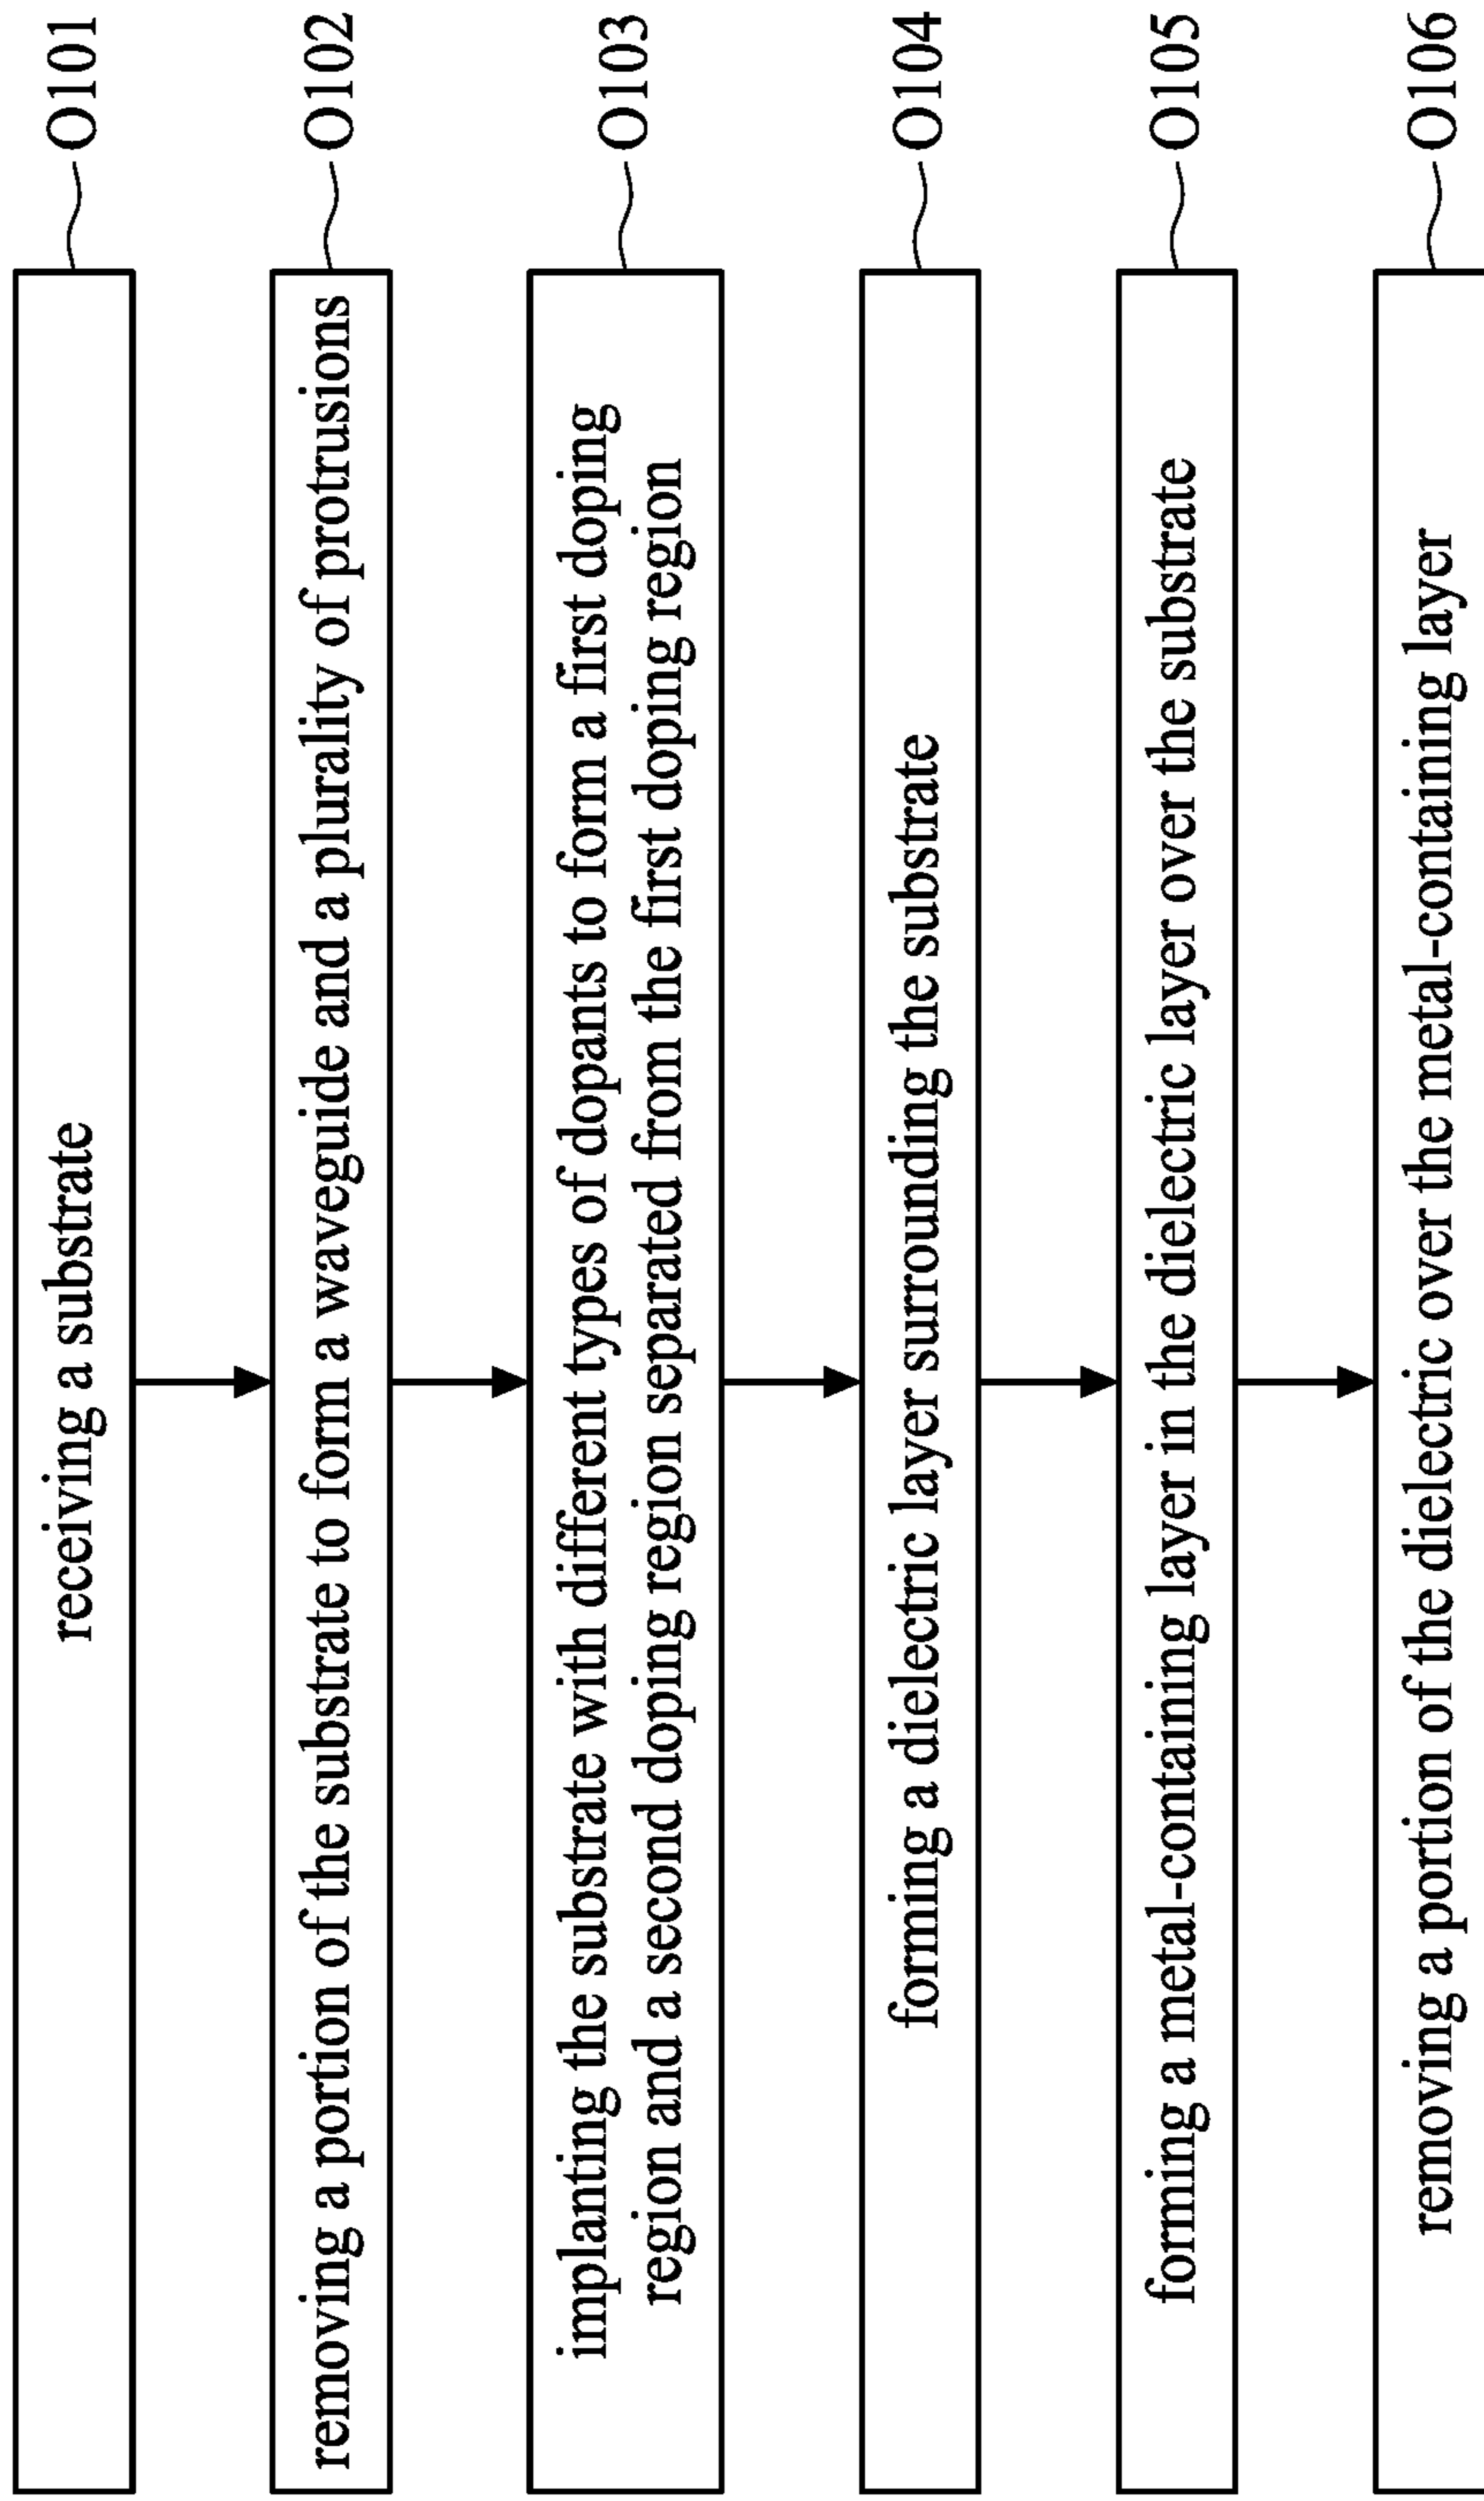 receiving a substrate
O101
removing a portion of the substrate to form a waveguide and a plurality of protrusions
O102
implanting the substrate with different types of dopants to form a first doping
region and a second doping region separated from the first doping region
O103
forming a dielectric layer surrounding the substrate
O104
forming a metal-containing layer in the dielectric layer over the substrate
O105
removing a portion of the dielectric over the metal-containing layer
O106